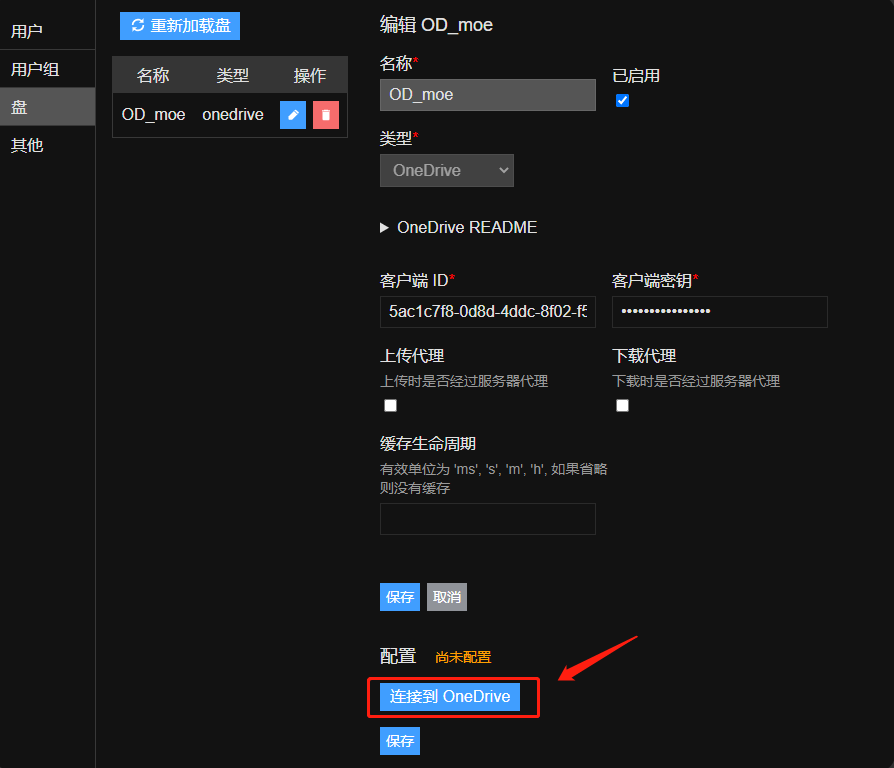 用户
用户组
盘
其他
重新加载盘
名称 类型 操作
OD_moe onedrive
编辑 OD_moe
名称*
OD_moe
已启用
类型*
OneDrive
OneDrive README
客户端 ID*
5ac1c7f8-0d8d-4ddc-8f02-f5
客户端密钥*
••••••••••••••••
上传代理
上传时是否经过服务器代理
下载代理
下载时是否经过服务器代理
缓存生命周期
有效单位为 'ms', 's', 'm', 'h', 如果省略
则没有缓存
保存 取消
配置 尚未配置
连接到 OneDrive
保存